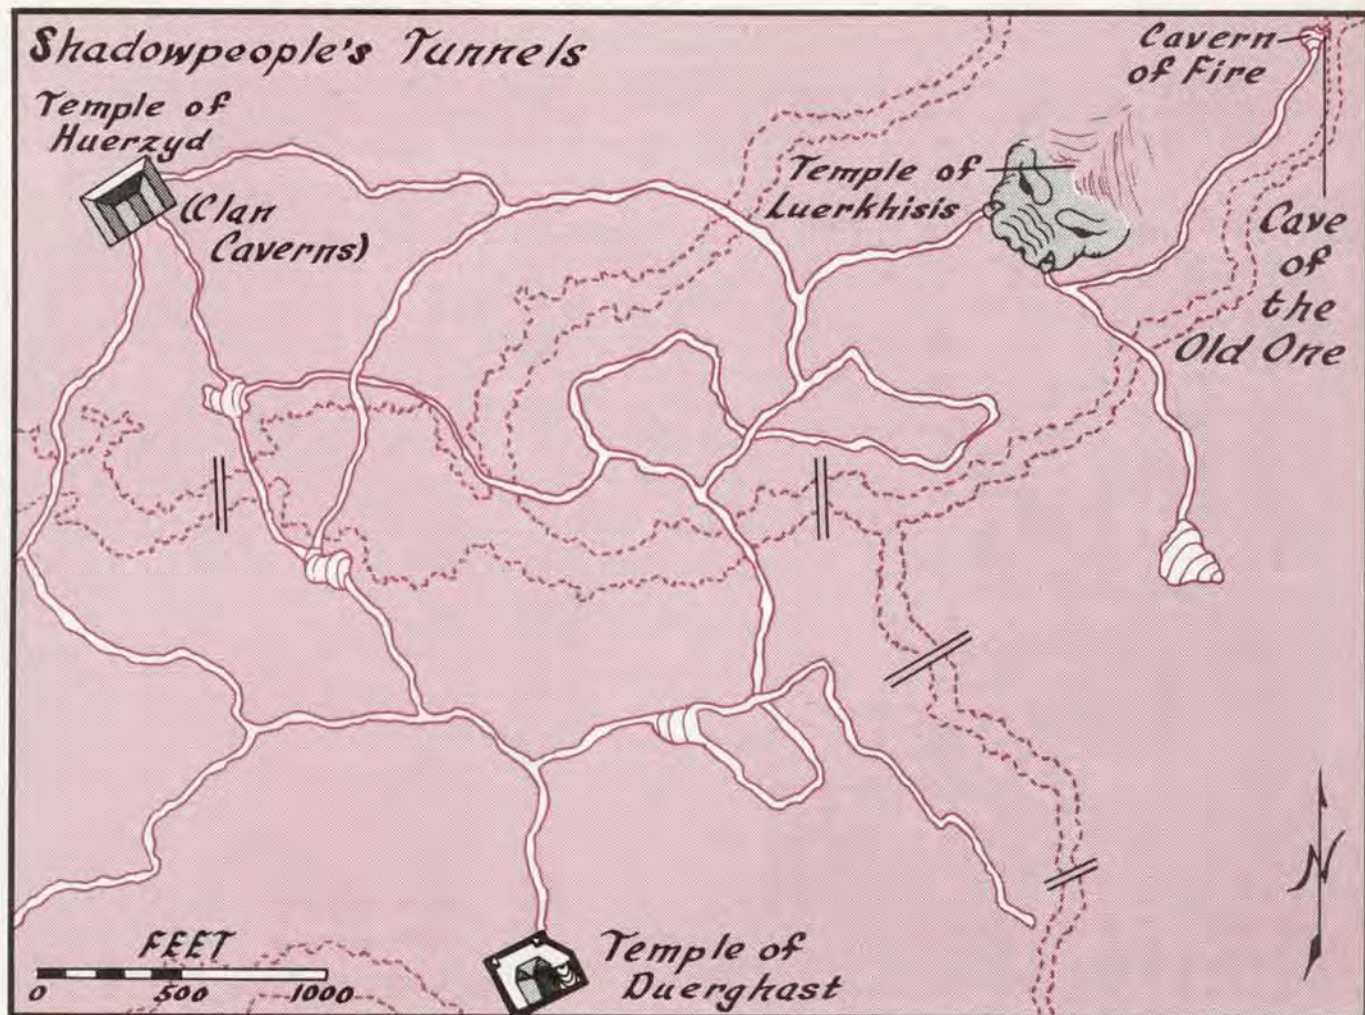 Shadowpeople's Tunnels
Temple of
Huerzyd
(Clan
Caverns)
Cavern
of Fire
Temple of
Luerkhisis
Cave
of
the
Old One
FEET
0 500 1000
Temple of
Duerghast
N